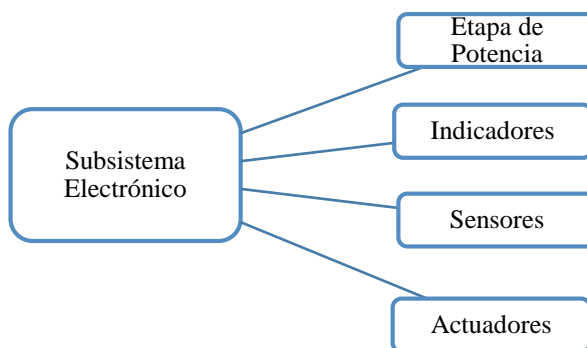 Etapa de
Potencia
Indicadores
Subsistema
Electrónico
Sensores
Actuadores